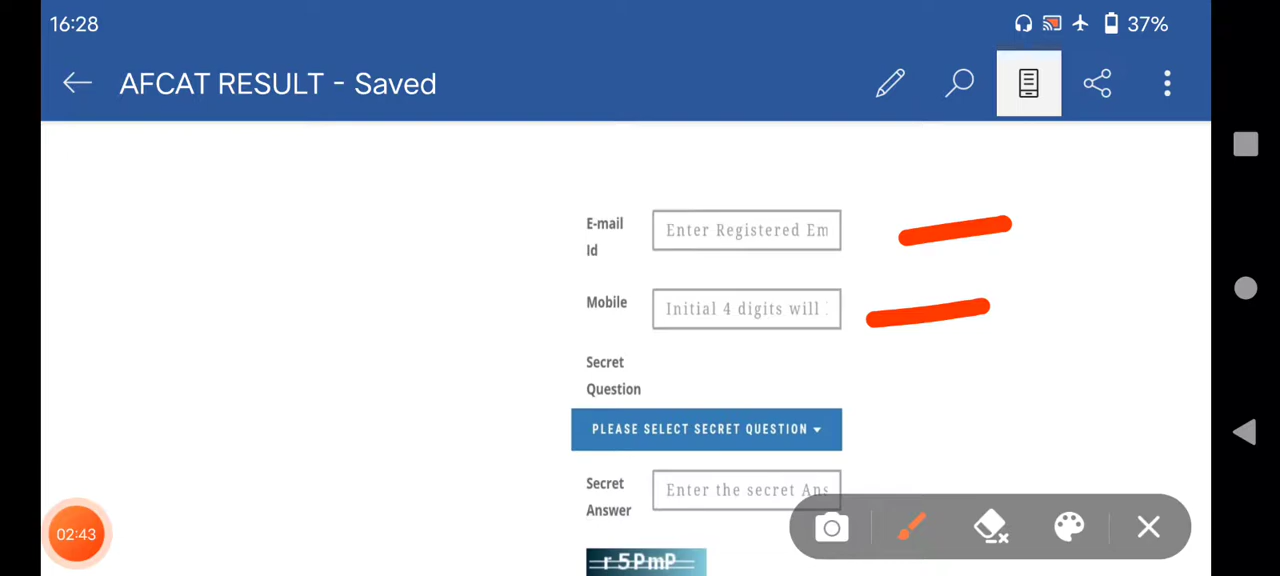 16:28
37%
AFCAT RESULT - Saved
E-mail Id
Enter Registered Em
Mobile
Initial 4 digits will
Secret Question
PLEASE SELECT SECRET QUESTION
Secret Answer
Enter the secret Ans
r 5PmP
02:43